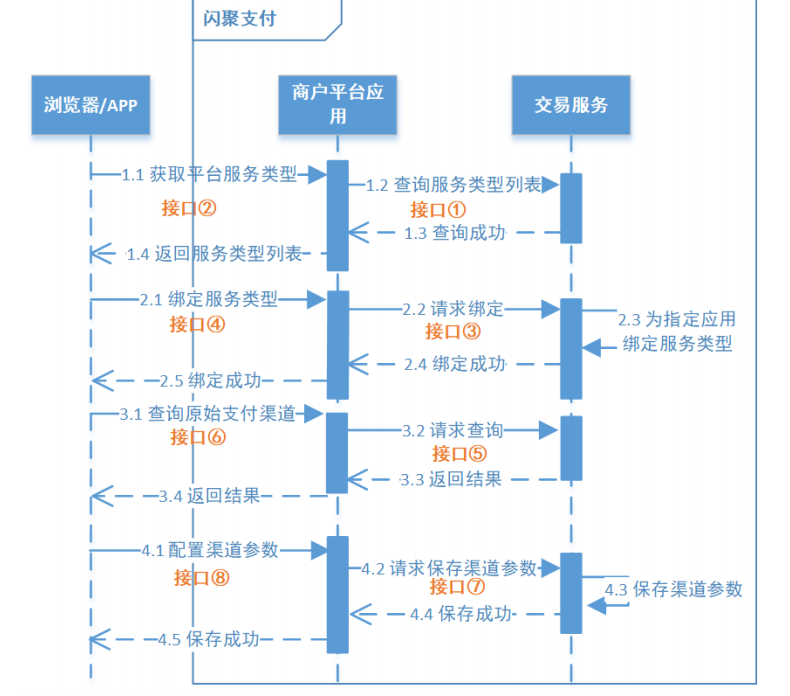 闪聚支付
浏览器/APP
商户平台应
用
交易服务
1.1 获取平台服务类型
1.2 查询服务类型列表
接口②
接口①
1.3 查询成功
1.4 返回服务类型列表
2.1 绑定服务类型
2.2 请求绑定
2.3 为指定应用
绑定服务类型
接口④
接口③
2.4 绑定成功
2.5 绑定成功
3.1 查询原始支付渠道
3.2 请求查询
接口⑥
接口⑤
3.3 返回结果
3.4 返回结果
4.1 配置渠道参数
4.2 请求保存渠道参数
接口⑧
接口⑦
4.3 保存渠道参数
4.4 保存成功
4.5 保存成功